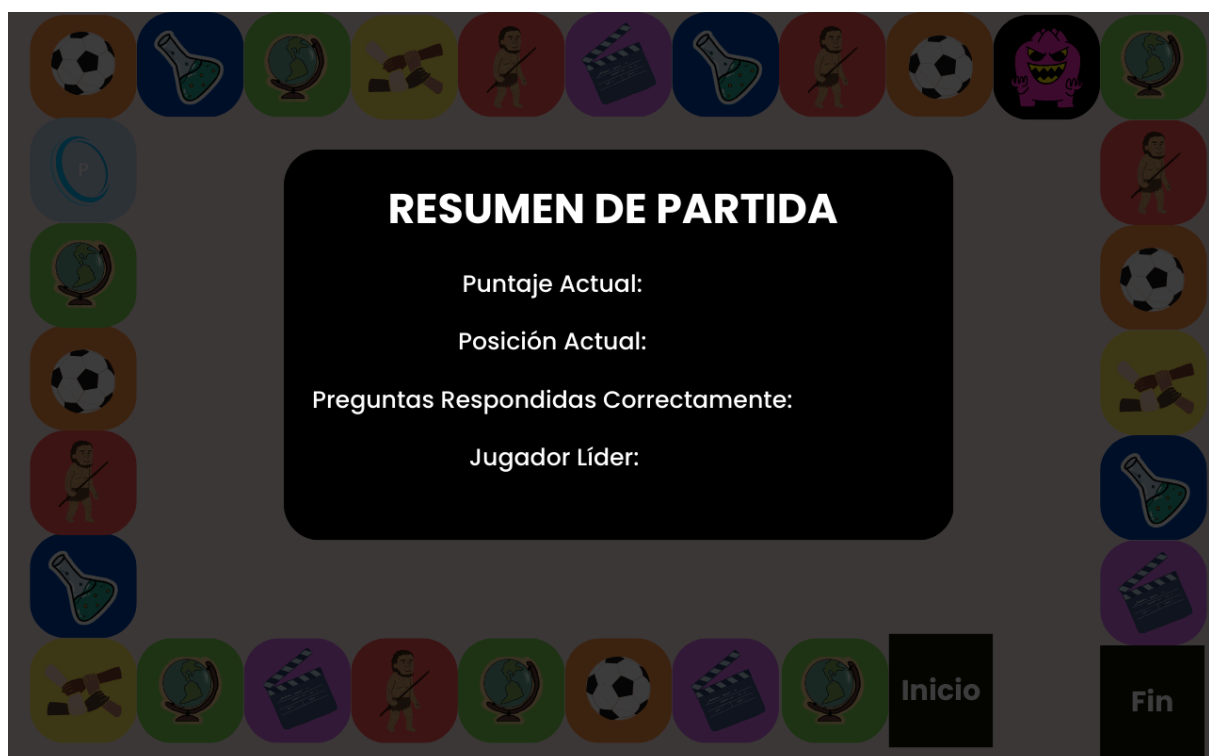 P
RESUMEN DE PARTIDA
Puntaje Actual:
Posición Actual:
Preguntas Respondidas Correctamente:
Jugador Líder:
Inicio
Fin